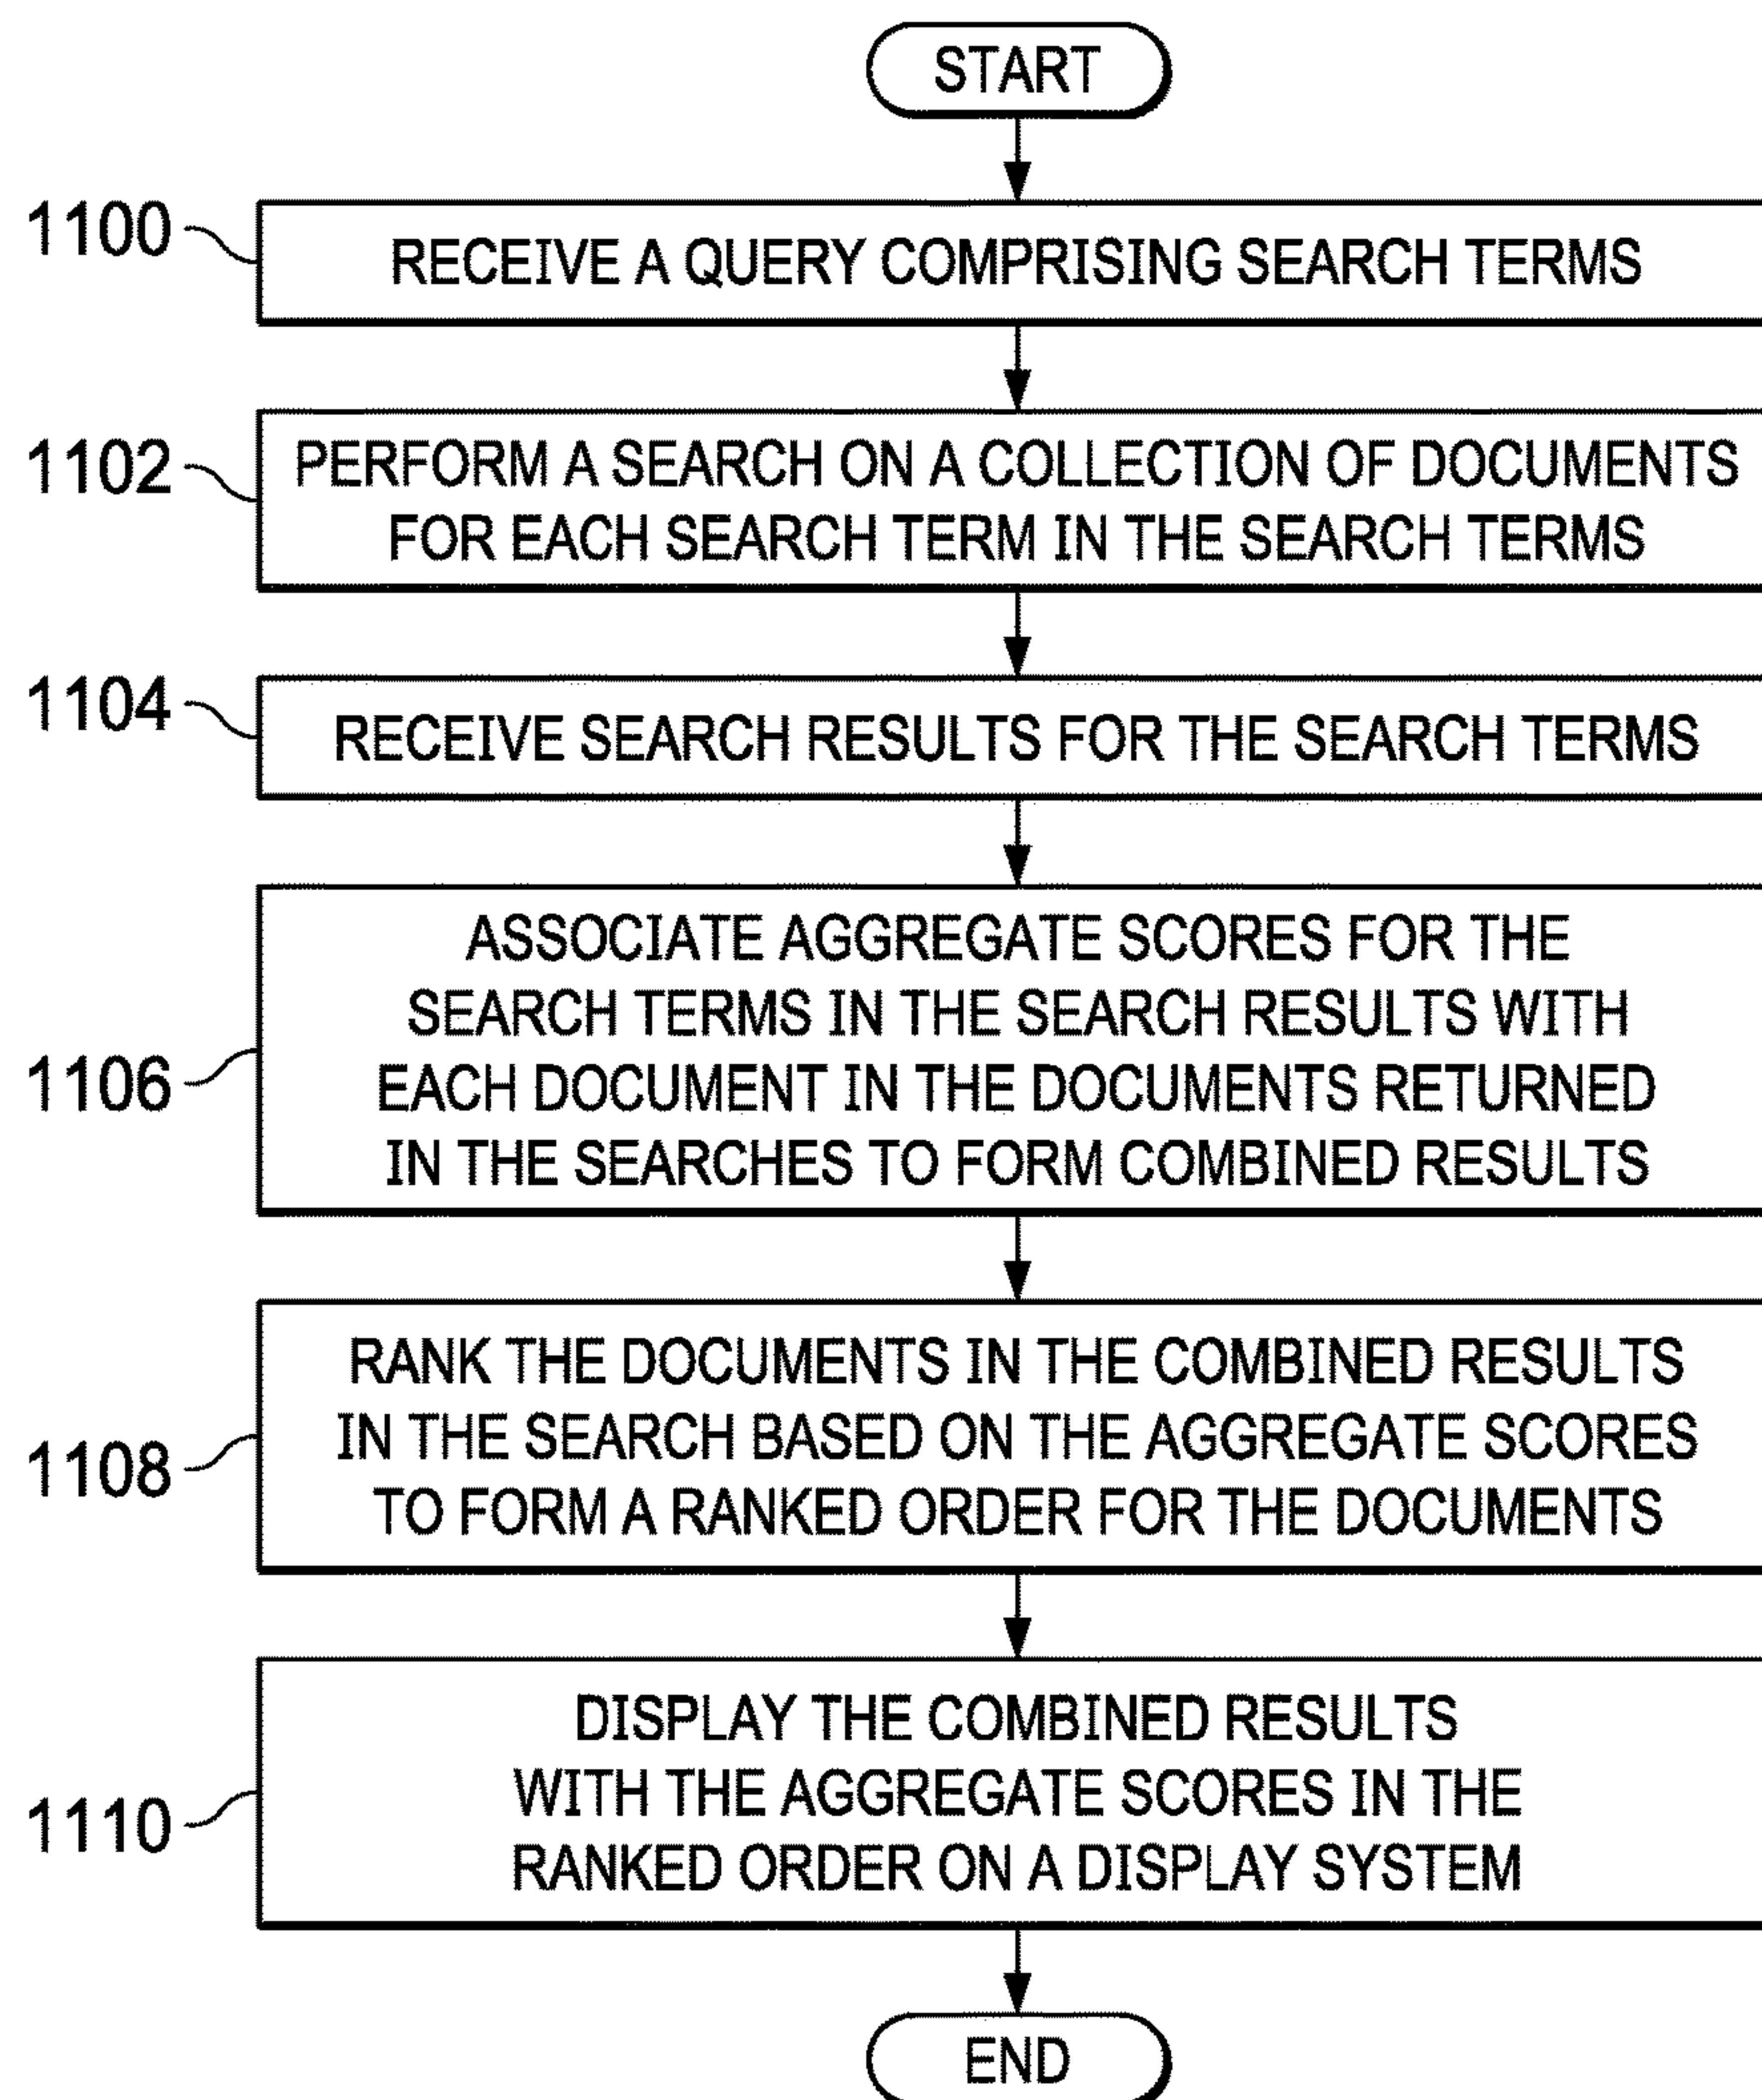 START
1100
RECEIVE A QUERY COMPRISING SEARCH TERMS
1102
PERFORM A SEARCH ON A COLLECTION OF DOCUMENTS
FOR EACH SEARCH TERM IN THE SEARCH TERMS
1104
RECEIVE SEARCH RESULTS FOR THE SEARCH TERMS
1106
ASSOCIATE AGGREGATE SCORES FOR THE
SEARCH TERMS IN THE SEARCH RESULTS WITH
EACH DOCUMENT IN THE DOCUMENTS RETURNED
IN THE SEARCHES TO FORM COMBINED RESULTS
1108
RANK THE DOCUMENTS IN THE COMBINED RESULTS
IN THE SEARCH BASED ON THE AGGREGATE SCORES
TO FORM A RANKED ORDER FOR THE DOCUMENTS
1110
DISPLAY THE COMBINED RESULTS
WITH THE AGGREGATE SCORES IN THE
RANKED ORDER ON A DISPLAY SYSTEM
END